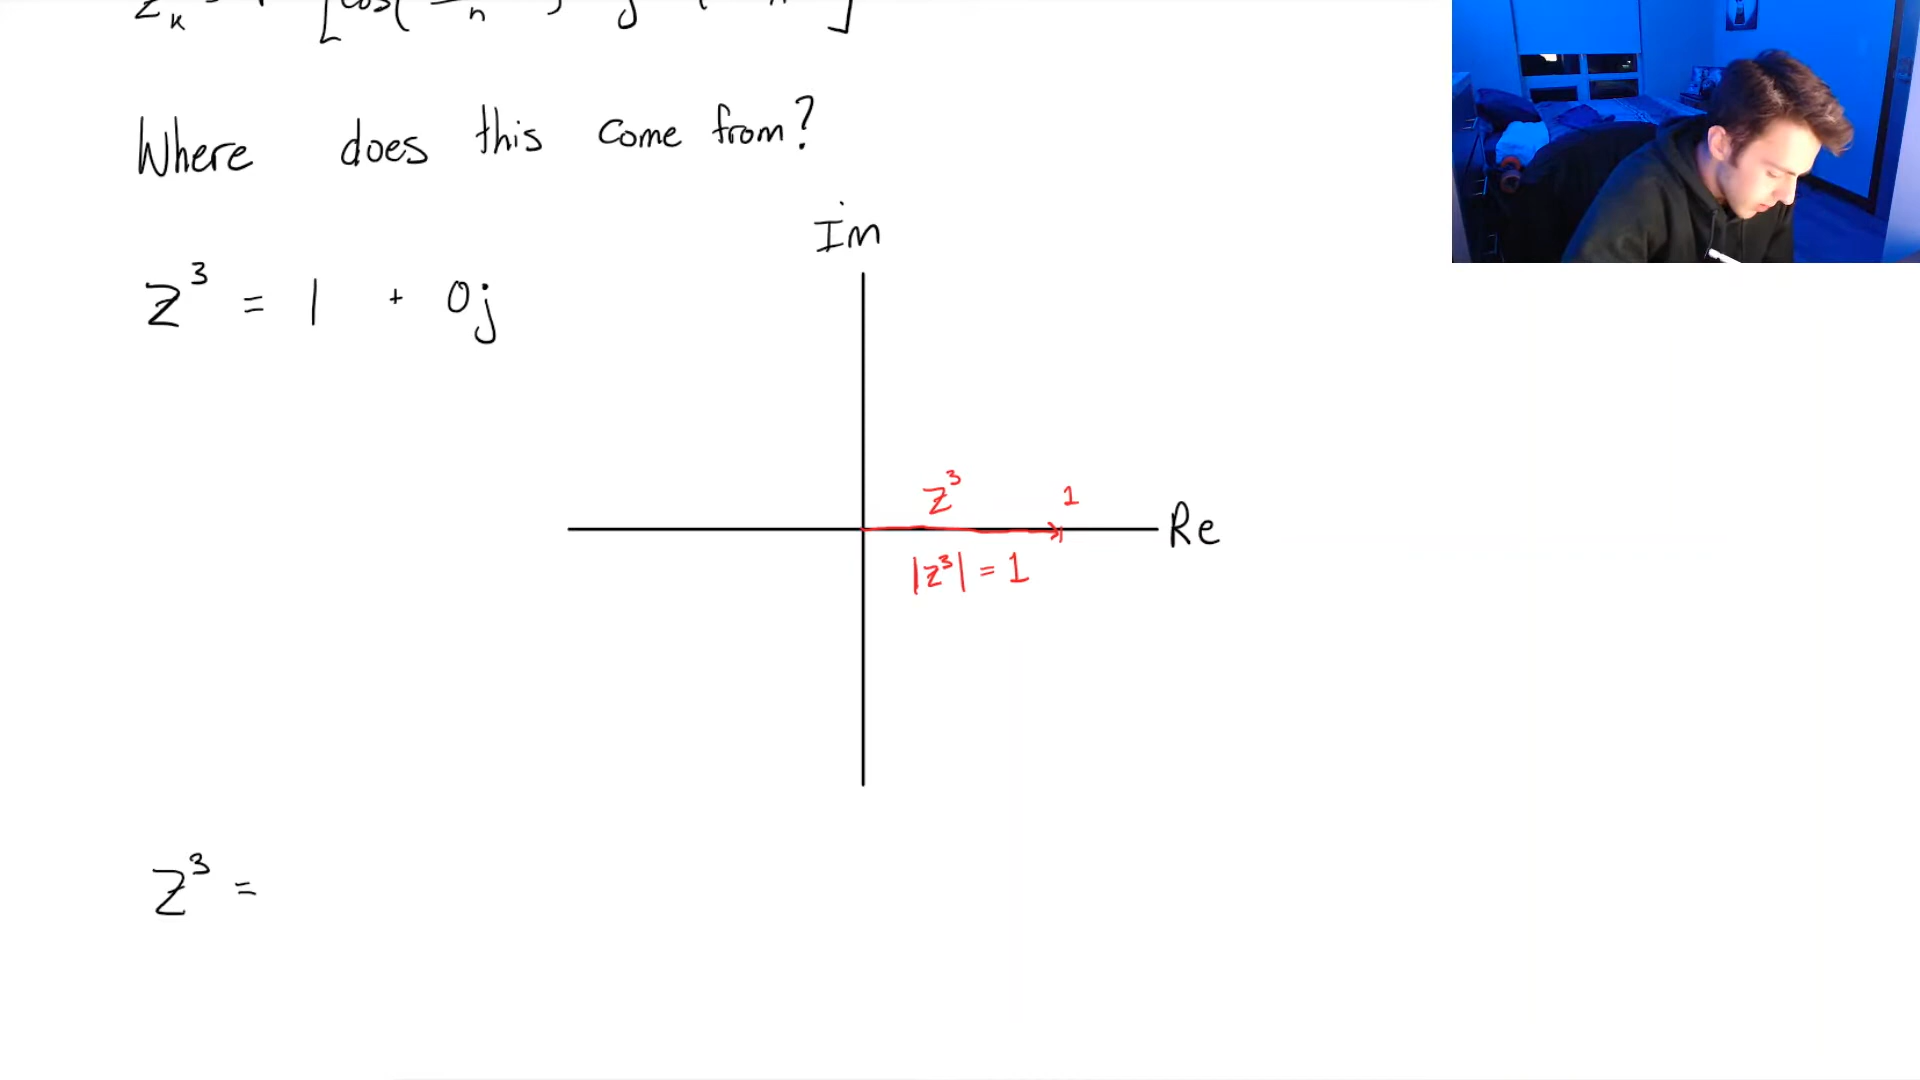 Where does this come from?
Im
z³ = 1 + 0j
z³ 1
Re
|z³| = 1
z³ =